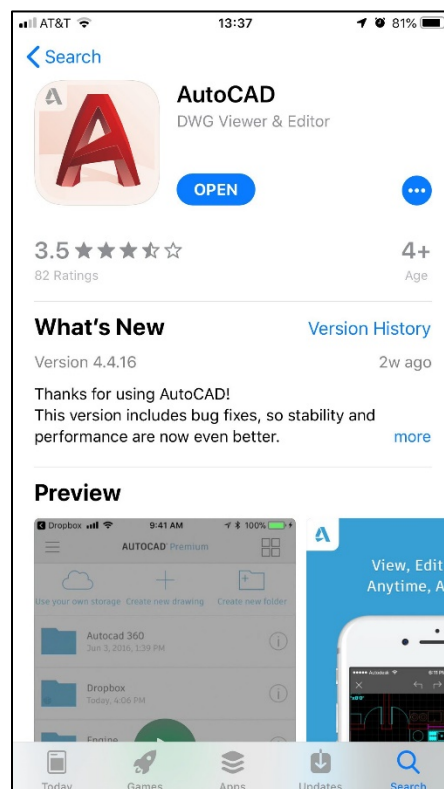 AT&T 13:37 81%
Search
AutoCAD
DWG Viewer & Editor
OPEN
3.5 4+
82 Ratings Age
What's New Version History
Version 4.4.16 2w ago
Thanks for using AutoCAD!
This version includes bug fixes, so stability and
performance are now even better. more
Preview
Dropbox 9:41 AM 100%
AUTOCAD Premium
Use your own storage Create new drawing Create new folder
Autocad 360
Jun 3, 2016, 1:39 PM
Dropbox
Today, 4:06 PM
Engine
View, Edit
Anytime, A
Today Games Apps Updates Search